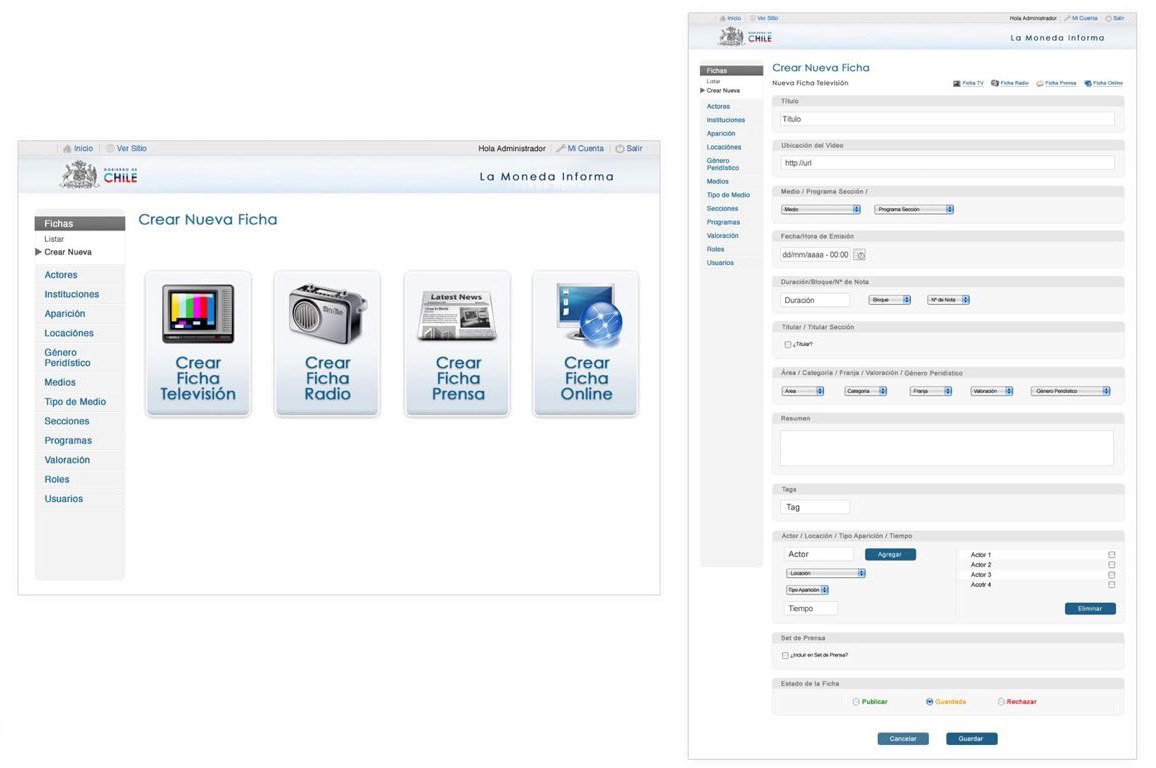 Inicio
Ver Sitio
Hola Administrador
Mi Cuenta
Salir
GOBIERNO DE
CHILE
La Moneda Informa
Fichas
Listar
Crear Nueva
Actores
Instituciones
Aparición
Locaciónes
Género
Peridístico
Medios
Tipo de Medio
Secciones
Programas
Valoración
Roles
Usuarios
Crear Nueva Ficha
Crear
Ficha
Televisión
Crear
Ficha
Radio
Latest News
Crear
Ficha
Prensa
Crear
Ficha
Online
Inicio
Ver Sitio
Hola Administrador
Mi Cuenta
Salir
GOBIERNO DE
CHILE
La Moneda Informa
Fichas
Listar
Crear Nueva
Actores
Instituciones
Aparición
Locaciónes
Género
Peridístico
Medios
Tipo de Medio
Secciones
Programas
Valoración
Roles
Usuarios
Crear Nueva Ficha
Nueva Ficha Televisión
Ficha TV
Ficha Radio
Ficha Prensa
Ficha Online
Título
Título
Ubicación del Video
http://url
Medio / Programa Sección /
Medio
Programa Sección
Fecha/Hora de Emisión
dd/mm/aaaa - 00:00
Duración/Bloque/Nº de Nota
Duración
Bloque
Nº de Nota
Titular / Titular Sección
¿Titular?
Área / Categoría / Franja / Valoración / Género Peridístico
Área
Categoría
Franja
Valoración
Género Peridístico
Resumen
Tags
Tag
Actor / Locación / Tipo Aparición / Tiempo
Actor
Agregar
Locación
Tipo Aparición
Tiempo
Actor 1
Actor 2
Actor 3
Acotr 4
Eliminar
Set de Prensa
¿Incluir en Set de Prensa?
Estado de la Ficha
Publicar
Guardada
Rechazar
Cancelar
Guardar